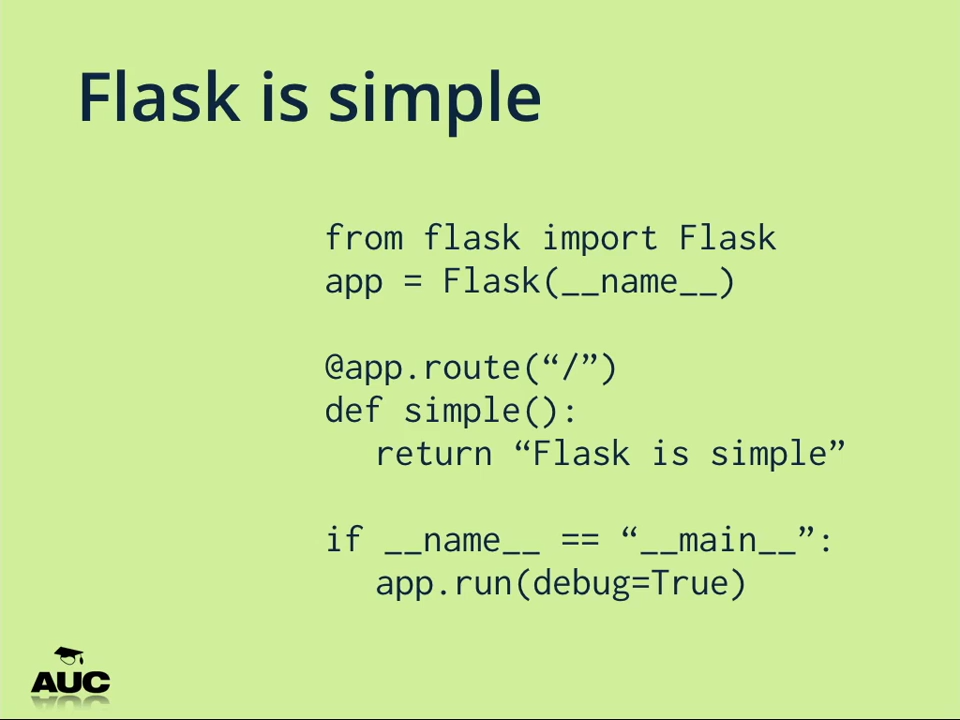 Flask is simple
from flask import Flask
app = Flask(__name__)
@app.route(“/”)
def simple():
return “Flask is simple”
if __name__ == “__main__”:
app.run(debug=True)
AUC